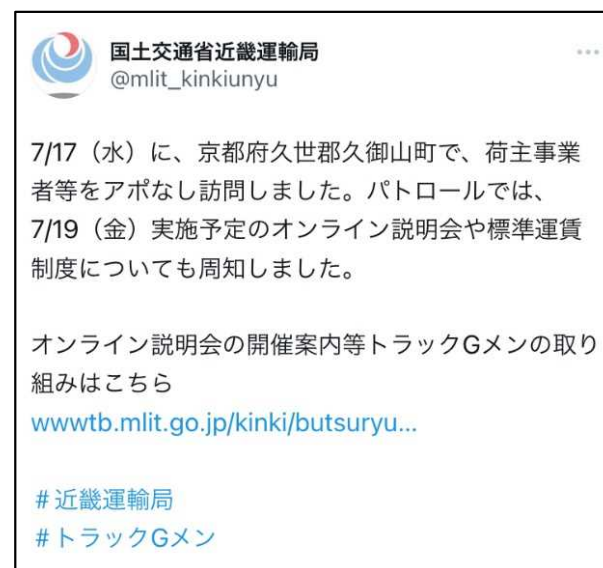 国土交通省近畿運輸局
@mlit_kinkiunyu
7/17（水）に、京都府久世郡久御山町で、荷主事業
者等をアポなし訪問しました。パトロールでは、
7/19（金）実施予定のオンライン説明会や標準運賃
制度についても周知しました。
オンライン説明会の開催案内等トラックGメンの取り
組みはこちら
wwwtb.mlit.go.jp/kinki/butsuryu...
#近畿運輸局
#トラックGメン